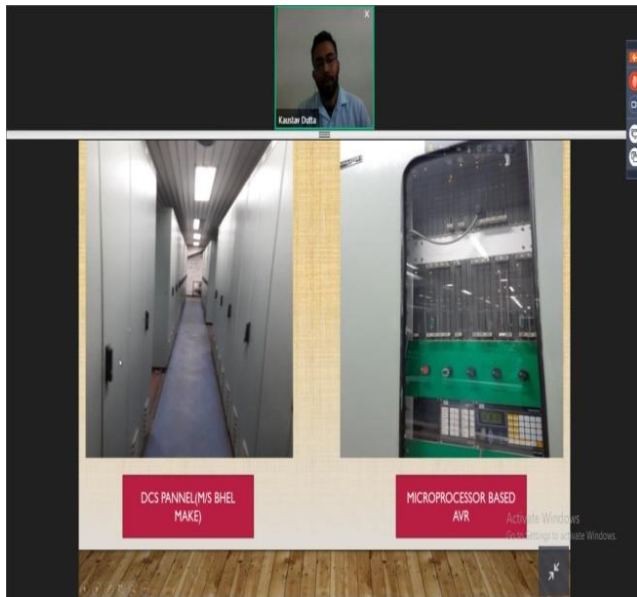 X
Kaustav Dutta
DCS PANNEL(M/S BHEL
MAKE)
MICROPROCESSOR BASED
AVR
Activate Windows
Go to Settings to activate Windows.